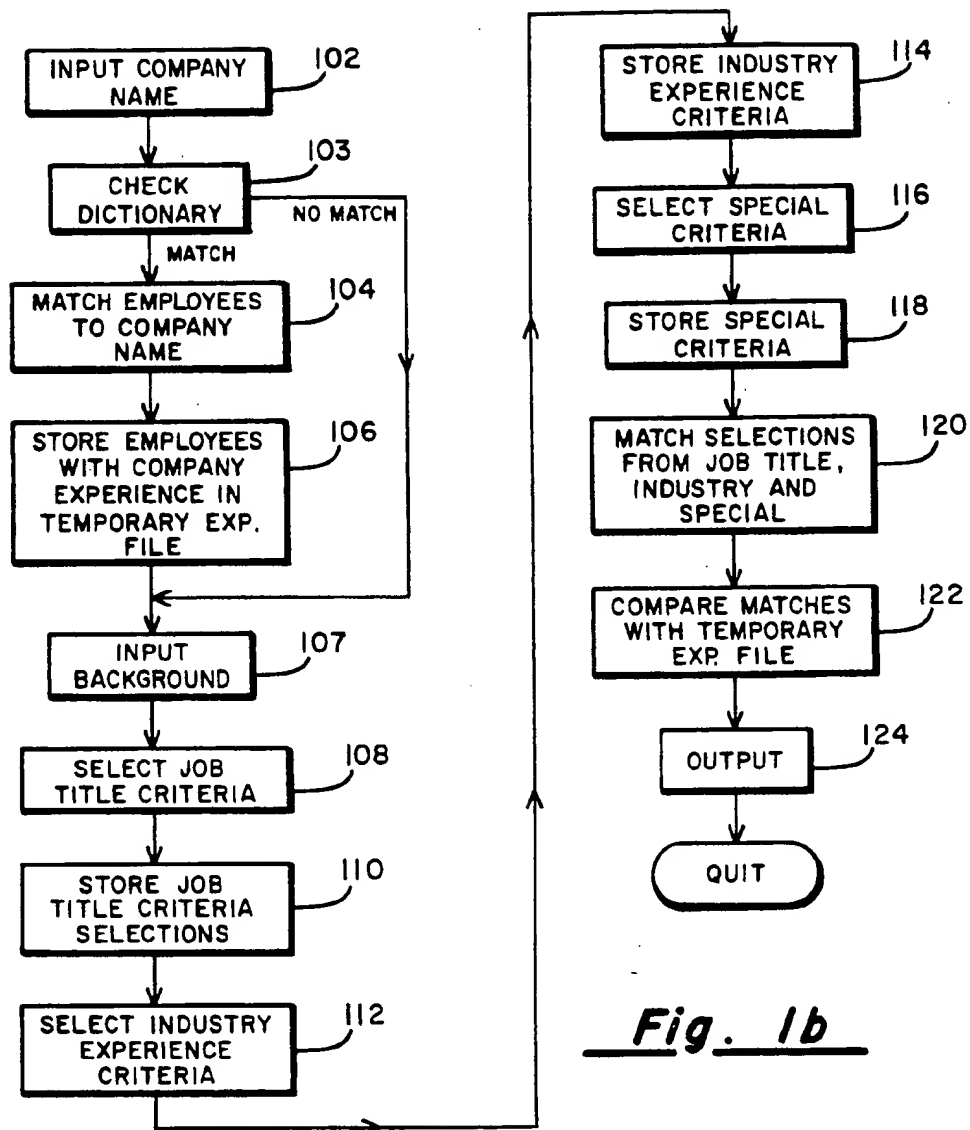 INPUT COMPANY
NAME
102
CHECK
DICTIONARY
103
NO MATCH
MATCH
MATCH EMPLOYEES
TO COMPANY
NAME
104
STORE EMPLOYEES
WITH COMPANY
EXPERIENCE IN
TEMPORARY EXP.
FILE
106
INPUT
BACKGROUND
107
SELECT JOB
TITLE CRITERIA
108
STORE JOB
TITLE CRITERIA
SELECTIONS
110
SELECT INDUSTRY
EXPERIENCE
CRITERIA
112
STORE INDUSTRY
EXPERIENCE
CRITERIA
114
SELECT SPECIAL
CRITERIA
116
STORE SPECIAL
CRITERIA
118
MATCH SELECTIONS
FROM JOB TITLE,
INDUSTRY AND
SPECIAL
120
COMPARE MATCHES
WITH TEMPORARY
EXP. FILE
122
OUTPUT
124
QUIT
Fig. 1b